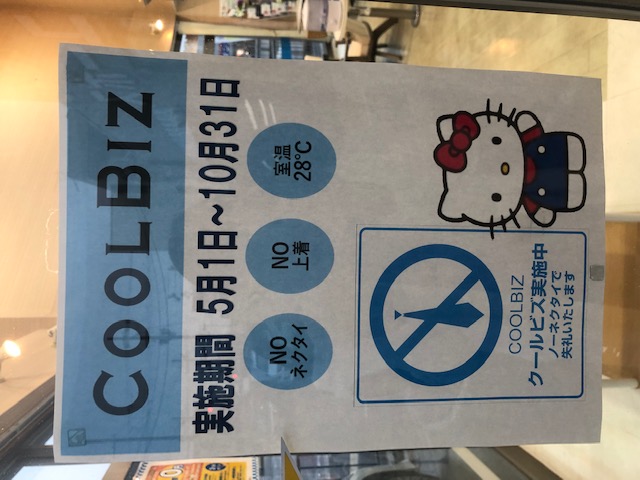 COOLBIZ
実施期間 5月1日~10月31日
NO
ネクタイ
NO
上着
室温
28℃
COOLBIZ
クールビズ実施中
ノーネクタイで
失礼いたします